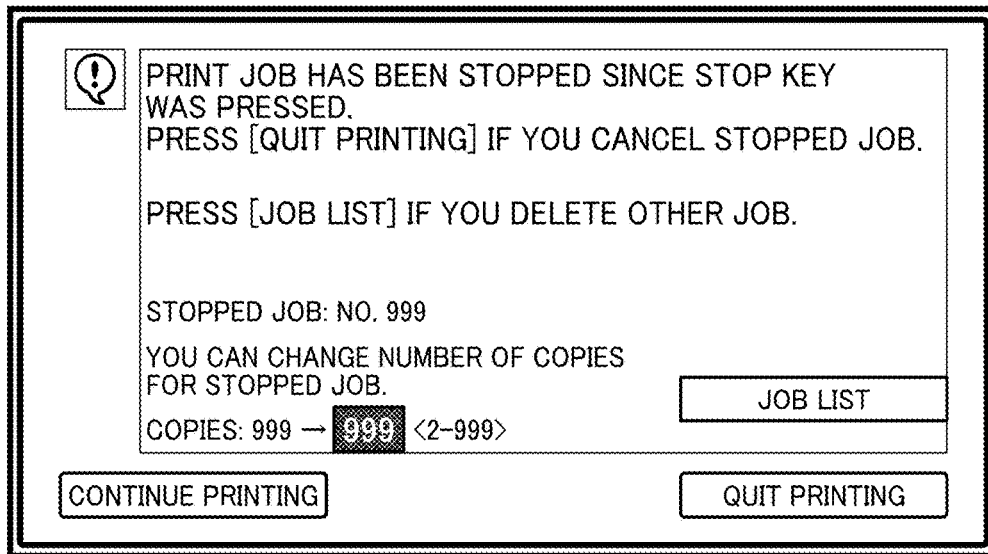 PRINT JOB HAS BEEN STOPPED SINCE STOP KEY
WAS PRESSED.
PRESS [QUIT PRINTING] IF YOU CANCEL STOPPED JOB.
PRESS [JOB LIST] IF YOU DELETE OTHER JOB.
STOPPED JOB: NO. 999
YOU CAN CHANGE NUMBER OF COPIES
FOR STOPPED JOB.
JOB LIST
COPIES: 999 → 999 <2-999>
CONTINUE PRINTING
QUIT PRINTING